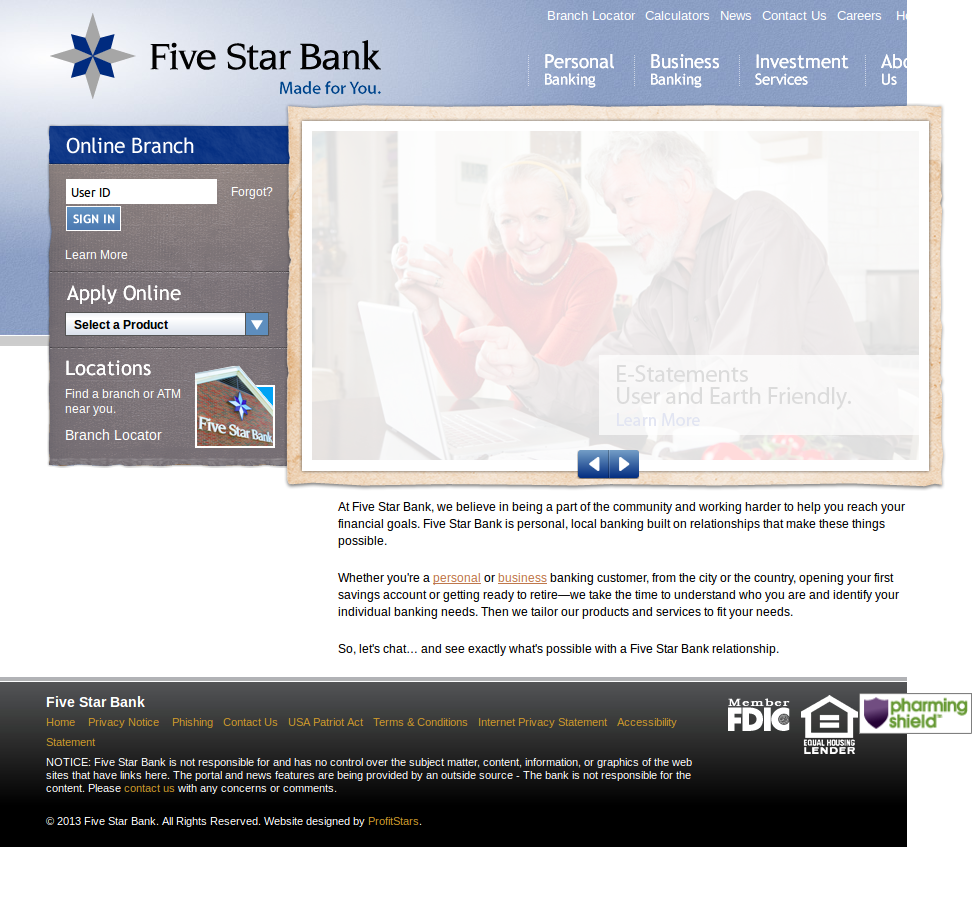 Branch Locator Calculators News Contact Us Careers
Five Star Bank
Made for You.
Personal Banking
Business Banking
Investment Services
Us
Online Branch
User ID
Forgot?
SIGN IN
Learn More
Apply Online
Select a Product
Locations
Find a branch or ATM
near you.
Branch Locator
Five Star Bank
E-Statements
User and Earth Friendly.
Learn More
At Five Star Bank, we believe in being a part of the community and working harder to help you reach your
financial goals. Five Star Bank is personal, local banking built on relationships that make these things
possible.
Whether you're a personal or business banking customer, from the city or the country, opening your first
savings account or getting ready to retire—we take the time to understand who you are and identify your
individual banking needs. Then we tailor our products and services to fit your needs.
So, let's chat… and see exactly what's possible with a Five Star Bank relationship.
Five Star Bank
Home Privacy Notice Phishing Contact Us USA Patriot Act Terms & Conditions Internet Privacy Statement Accessibility
Statement
NOTICE: Five Star Bank is not responsible for and has no control over the subject matter, content, information, or graphics of the web
sites that have links here. The portal and news features are being provided by an outside source - The bank is not responsible for the
content. Please contact us with any concerns or comments.
© 2013 Five Star Bank. All Rights Reserved. Website designed by ProfitStars.
Member
FDIC
EQUAL HOUSING
LENDER
pharming
shield™